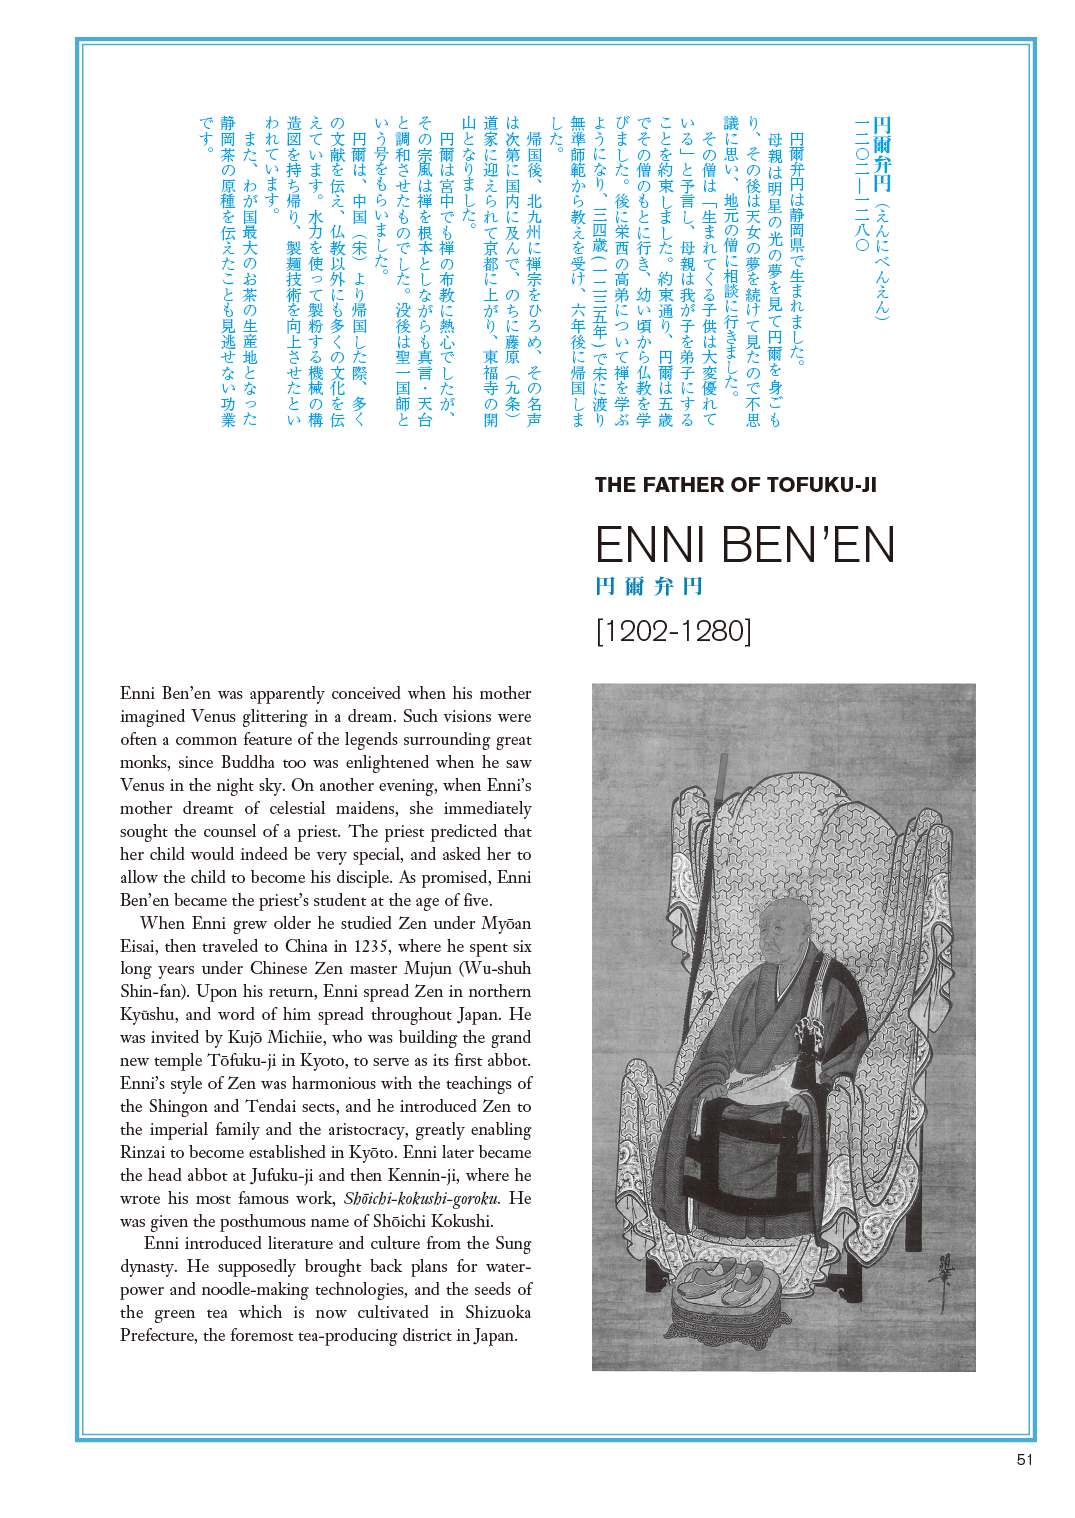 円爾弁円（えんにべんえん）
一二〇二―一二八〇
円爾弁円は静岡県で生まれました。
母親は明星の光の夢を見て円爾を身ごも
り、その後は天女の夢を続けて見たので不思
議に思い、地元の僧に相談に行きました。
その僧は「生まれてくる子供は大変優れて
いる」と予言し、母親は我が子を弟子にする
ことを約束しました。約束通り、円爾は五歳
でその僧のもとに行き、幼い頃から仏教を学
びました。後に栄西の高弟について禅を学ぶ
ようになり、三四歳（一二三五年）で宋に渡り
無準師範から教えを受け、六年後に帰国しま
した。
帰国後、北九州に禅宗をひろめ、その名声
は次第に国内に及んで、のちに藤原（九条）
道家に迎えられて京都に上がり、東福寺の開
山となりました。
円爾は宮中でも禅の布教に熱心でしたが、
その宗風は禅を根本としながらも真言・天台
と調和させたものでした。没後は聖一国師と
いう号をもらいました。
円爾は、中国（宋）より帰国した際、多く
の文献を伝え、仏教以外にも多くの文化を伝
えています。水力を使って製粉する機械の構
造図を持ち帰り、製麺技術を向上させたとい
われています。
また、わが国最大のお茶の生産地となった
静岡茶の原種を伝えたことも見逃せない功業
です。
THE FATHER OF TOFUKU-JI
ENNI BEN’EN
円爾弁円
[1202-1280]
Enni Ben’en was apparently conceived when his mother
imagined Venus glittering in a dream. Such visions were
often a common feature of the legends surrounding great
monks, since Buddha too was enlightened when he saw
Venus in the night sky. On another evening, when Enni’s
mother dreamt of celestial maidens, she immediately
sought the counsel of a priest. The priest predicted that
her child would indeed be very special, and asked her to
allow the child to become his disciple. As promised, Enni
Ben’en became the priest’s student at the age of five.
When Enni grew older he studied Zen under Myōan
Eisai, then traveled to China in 1235, where he spent six
long years under Chinese Zen master Mujun (Wu-shuh
Shin-fan). Upon his return, Enni spread Zen in northern
Kyūshu, and word of him spread throughout Japan. He
was invited by Kujō Michiie, who was building the grand
new temple Tōfuku-ji in Kyoto, to serve as its first abbot.
Enni’s style of Zen was harmonious with the teachings of
the Shingon and Tendai sects, and he introduced Zen to
the imperial family and the aristocracy, greatly enabling
Rinzai to become established in Kyōto. Enni later became
the head abbot at Jufuku-ji and then Kennin-ji, where he
wrote his most famous work, Shōichi-kokushi-goroku. He
was given the posthumous name of Shōichi Kokushi.
Enni introduced literature and culture from the Sung
dynasty. He supposedly brought back plans for water-
power and noodle-making technologies, and the seeds of
the green tea which is now cultivated in Shizuoka
Prefecture, the foremost tea-producing district in Japan.
51